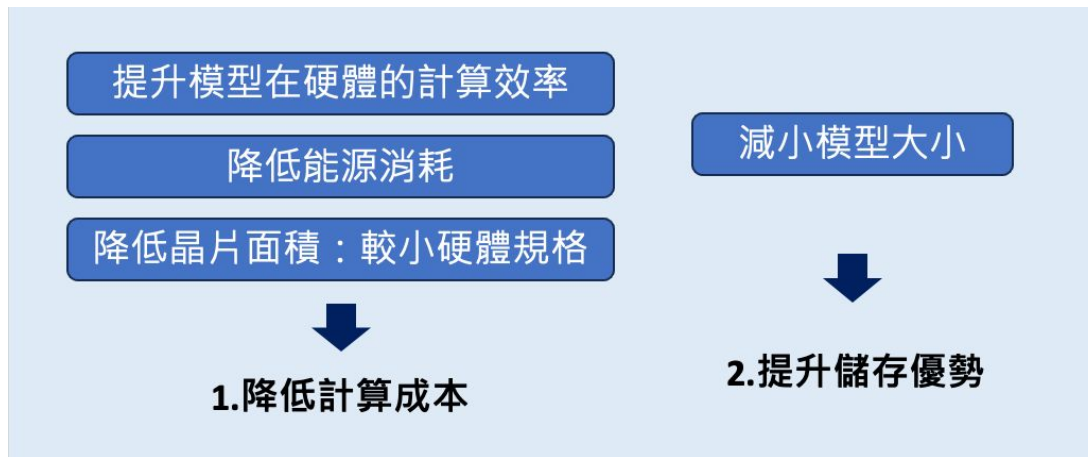 提升模型在硬體的計算效率
降低能源消耗
降低晶片面積：較小硬體規格
1.降低計算成本
減小模型大小
2.提升儲存優勢